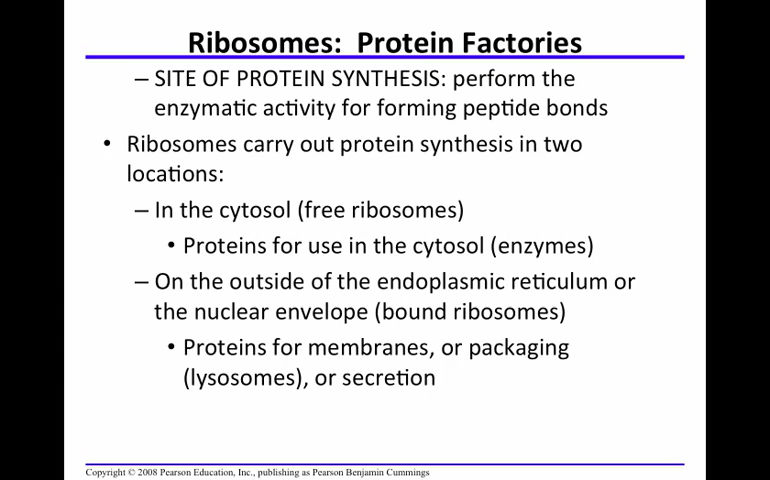 Ribosomes: Protein Factories
– SITE OF PROTEIN SYNTHESIS: perform the
enzymatic activity for forming peptide bonds
• Ribosomes carry out protein synthesis in two
locations:
– In the cytosol (free ribosomes)
• Proteins for use in the cytosol (enzymes)
– On the outside of the endoplasmic reticulum or
the nuclear envelope (bound ribosomes)
• Proteins for membranes, or packaging
(lysosomes), or secretion
Copyright © 2008 Pearson Education, Inc., publishing as Pearson Benjamin Cummings